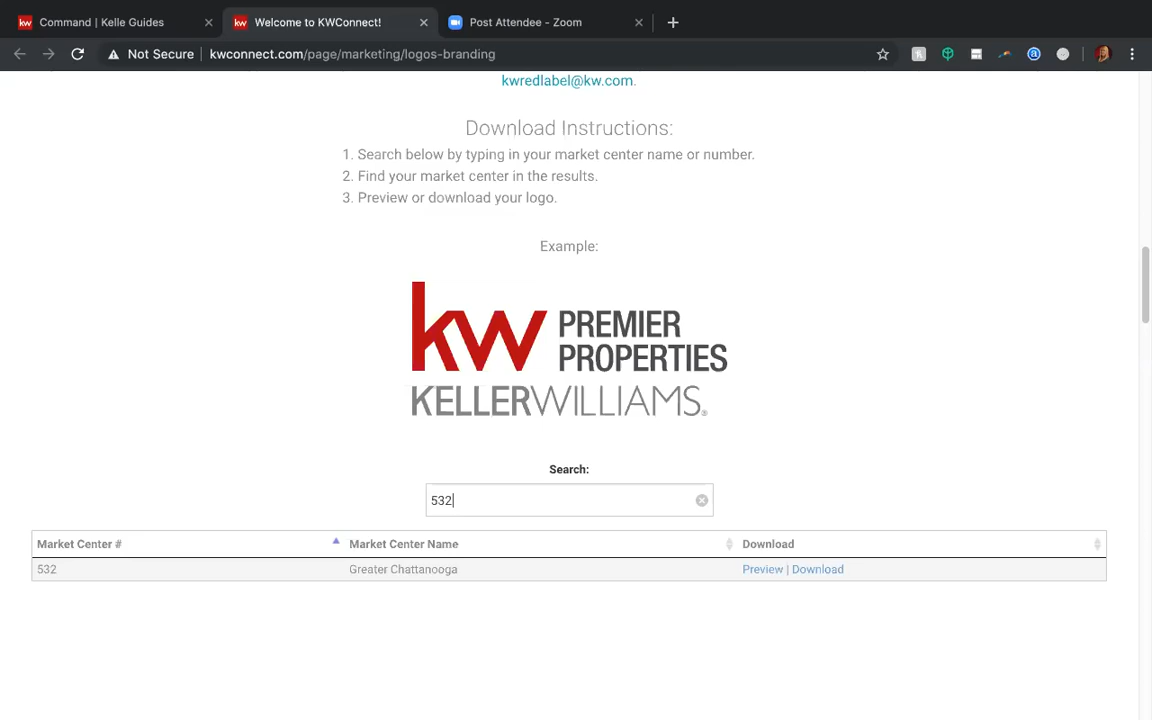 Command | Kelle Guides
Welcome to KWConnect!
Post Attendee - Zoom
Not Secure | kwconnect.com/page/marketing/logos-branding
kwredlabel@kw.com.
Download Instructions:
1. Search below by typing in your market center name or number.
2. Find your market center in the results.
3. Preview or download your logo.
Example:
kw PREMIER
PROPERTIES
KELLERWILLIAMS®
Search:
532
Market Center # Market Center Name Download
532 Greater Chattanooga Preview | Download